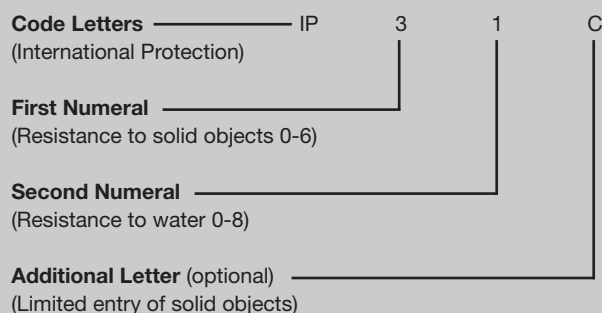 Code Letters IP 3 1 C
(International Protection)
First Numeral
(Resistance to solid objects 0-6)
Second Numeral
(Resistance to water 0-8)
Additional Letter (optional)
(Limited entry of solid objects)